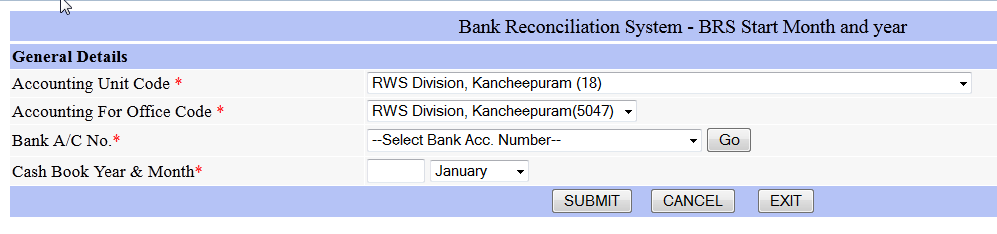 Bank Reconciliation System - BRS Start Month and year
General Details
Accounting Unit Code * RWS Division, Kancheepuram (18)
Accounting For Office Code * RWS Division, Kancheepuram(5047)
Bank A/C No.* --Select Bank Acc. Number-- Go
Cash Book Year & Month* January
SUBMIT CANCEL EXIT